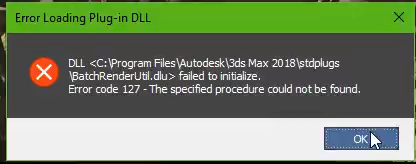 Error Loading Plug-in DLL
DLL <C:\Program Files\Autodesk\3ds Max 2018\stdplugs
\BatchRenderUtil.dlu> failed to initialize.
Error code 127 - The specified procedure could not be found.
OK